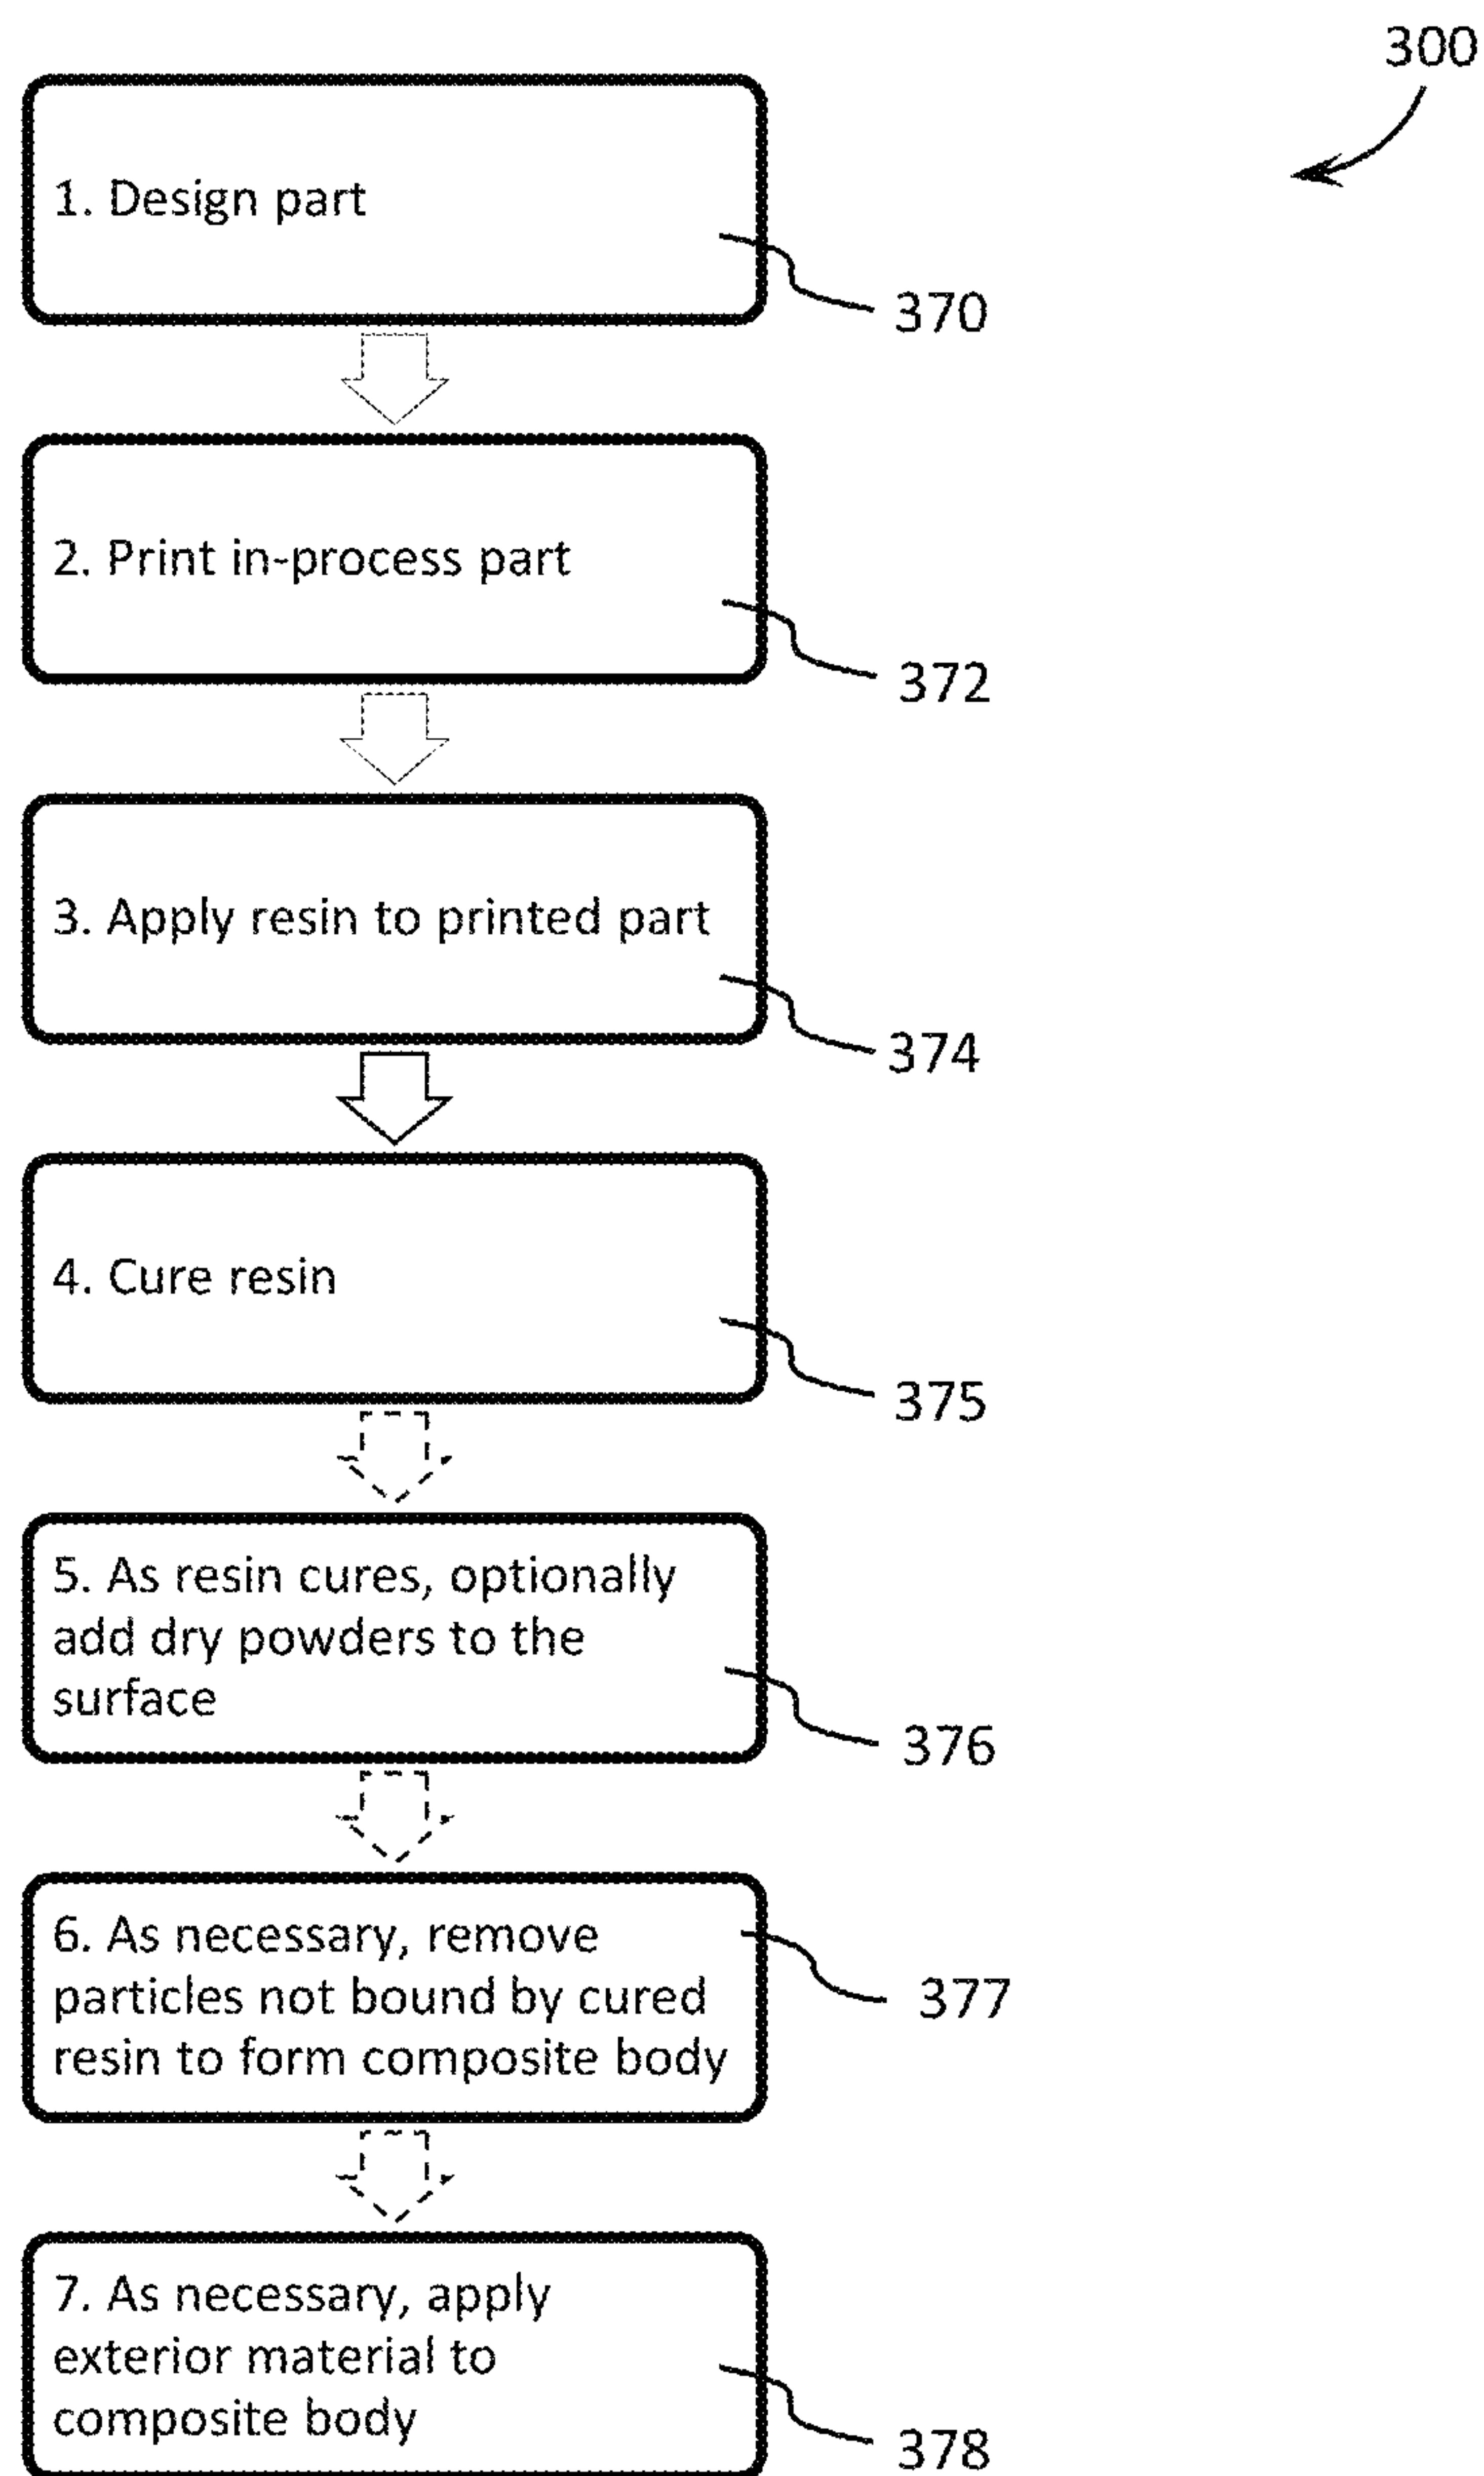 300
1. Design part
370
2. Print in-process part
372
3. Apply resin to printed part
374
4. Cure resin
375
5. As resin cures, optionally
add dry powders to the
surface
376
6. As necessary, remove
particles not bound by cured
resin to form composite body
377
7. As necessary, apply
exterior material to
composite body
378